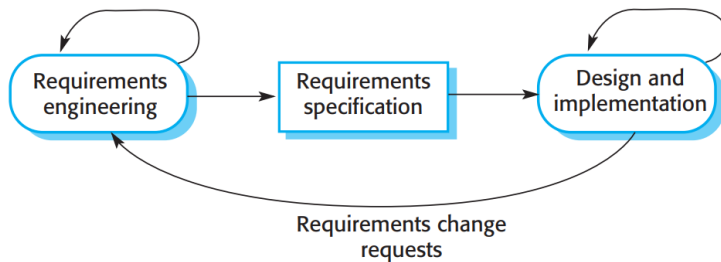 Requirements
engineering
Requirements
specification
Design and
implementation
Requirements change
requests